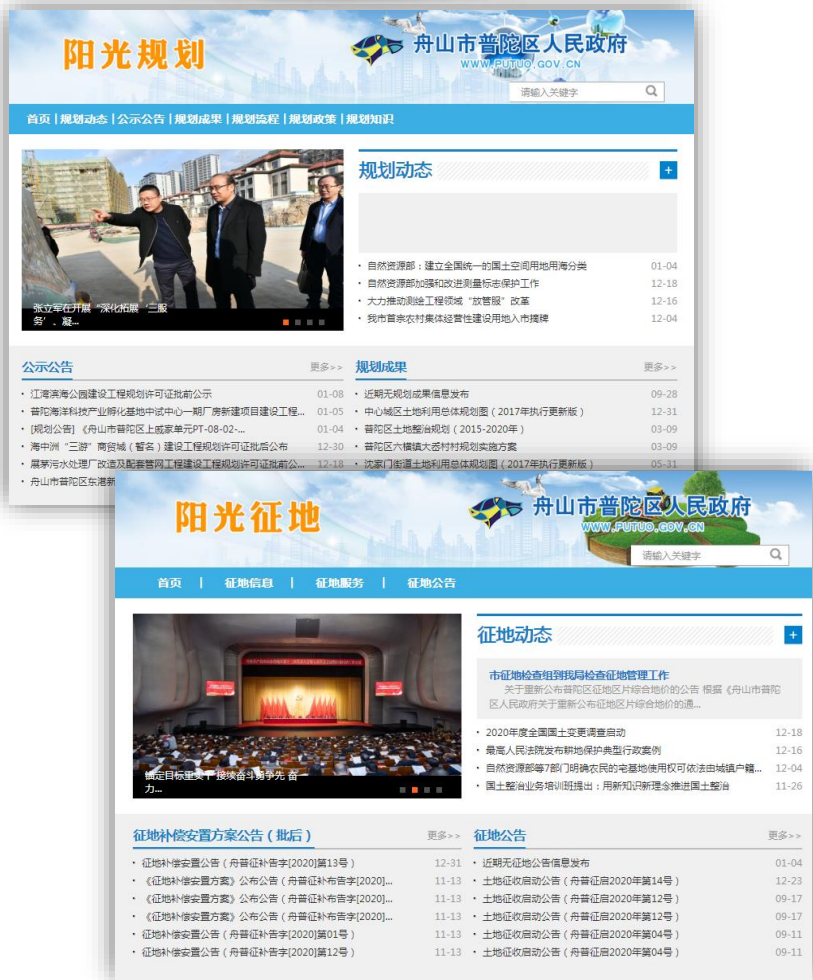 阳光规划
舟山市普陀区人民政府
WWW.PUTUO.GOV.CN
请输入关键字
首页 | 规划动态 | 公示公告 | 规划成果 | 规划流程 | 规划政策 | 规划知识
张立军在开展“深化拓展‘三服
务’、凝...
规划动态
+
· 自然资源部：建立全国统一的国土空间用地用海分类 01-04
· 自然资源部加强和改进测量标志保护工作 12-18
· 大力推动测绘工程领域“放管服”改革 12-16
· 我市首宗农村集体经营性建设用地入市摘牌 12-04
公示公告 更多>>
· 江湾滨海公园建设工程规划许可证批前公示 01-08
· 普陀海洋科技产业孵化基地中试中心一期厂房新建项目建设工程... 01-05
· [规划公告] 《舟山市普陀区上戚家单元PT-08-02-... 01-04
· 海中洲“三游”商贸城（暂名）建设工程规划许可证批后公布 12-30
· 展茅污水处理厂改造及配套管网工程建设工程规划许可证批前公... 12-18
· 舟山市普陀区东港新
规划成果 更多>>
· 近期无规划成果信息发布 09-28
· 中心城区土地利用总体规划图（2017年执行更新版） 12-31
· 普陀区土地整治规划（2015-2020年） 03-09
· 普陀区六横镇大岙村村规划实施方案 03-09
· 沈家门街道土地利用总体规划图（2017年执行更新版） 05-31
阳光征地
舟山市普陀区人民政府
WWW.PUTUO.GOV.CN
请输入关键字
首页 | 征地信息 | 征地服务 | 征地公告
锚定目标重实干 接续奋斗勇争先 奋
力...
征地动态
+
市征地检查组到我局检查征地管理工作
关于重新公布普陀区征地区片综合地价的公告 根据《舟山市普陀
区人民政府关于重新公布征地区片综合地价的通...
· 2020年度全国国土变更调查启动 12-18
· 最高人民法院发布耕地保护典型行政案例 12-16
· 自然资源部等7部门明确农民的宅基地使用权可依法由城镇户籍... 12-04
· 国土整治业务培训班提出：用新知识新理念推进国土整治 11-26
征地补偿安置方案公告（批后） 更多>>
· 征地补偿安置公告（舟普征补告字[2020]第13号） 12-31
· 《征地补偿安置方案》公布公告（舟普征补布告字[2020]... 11-13
· 《征地补偿安置方案》公布公告（舟普征补布告字[2020]... 11-13
· 《征地补偿安置方案》公布公告（舟普征补布告字[2020]... 11-13
· 征地补偿安置公告（舟普征补告字[2020]第01号） 11-13
· 征地补偿安置公告（舟普征补告字[2020]第12号） 11-13
征地公告 更多>>
· 近期无征地公告信息发布 01-04
· 土地征收启动公告（舟普征启2020年第14号） 12-23
· 土地征收启动公告（舟普征启2020年第12号） 09-17
· 土地征收启动公告（舟普征启2020年第12号） 09-17
· 土地征收启动公告（舟普征启2020年第04号） 09-11
· 土地征收启动公告（舟普征启2020年第04号） 09-11